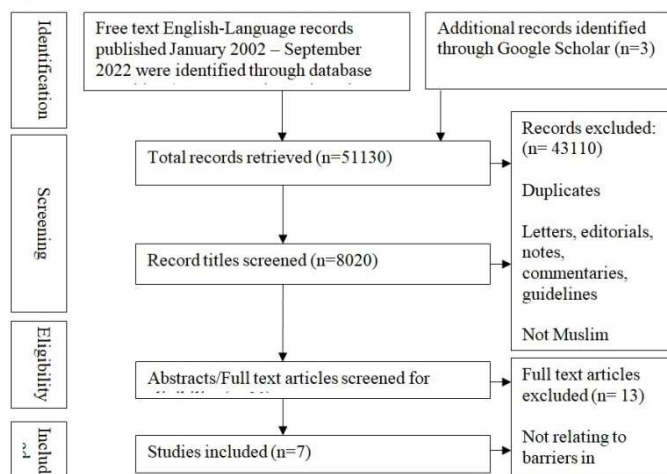 Identification
Free text English-Language records
published January 2002 – September
2022 were identified through database
Additional records identified
through Google Scholar (n=3)
Screening
Total records retrieved (n=51130)
Records excluded:
(n= 43110)
Duplicates
Letters, editorials,
notes,
commentaries,
guidelines
Not Muslim
Record titles screened (n=8020)
Eligibility
Abstracts/Full text articles screened for
Full text articles
excluded (n= 13)
Not relating to
barriers in
Includ
Studies included (n=7)